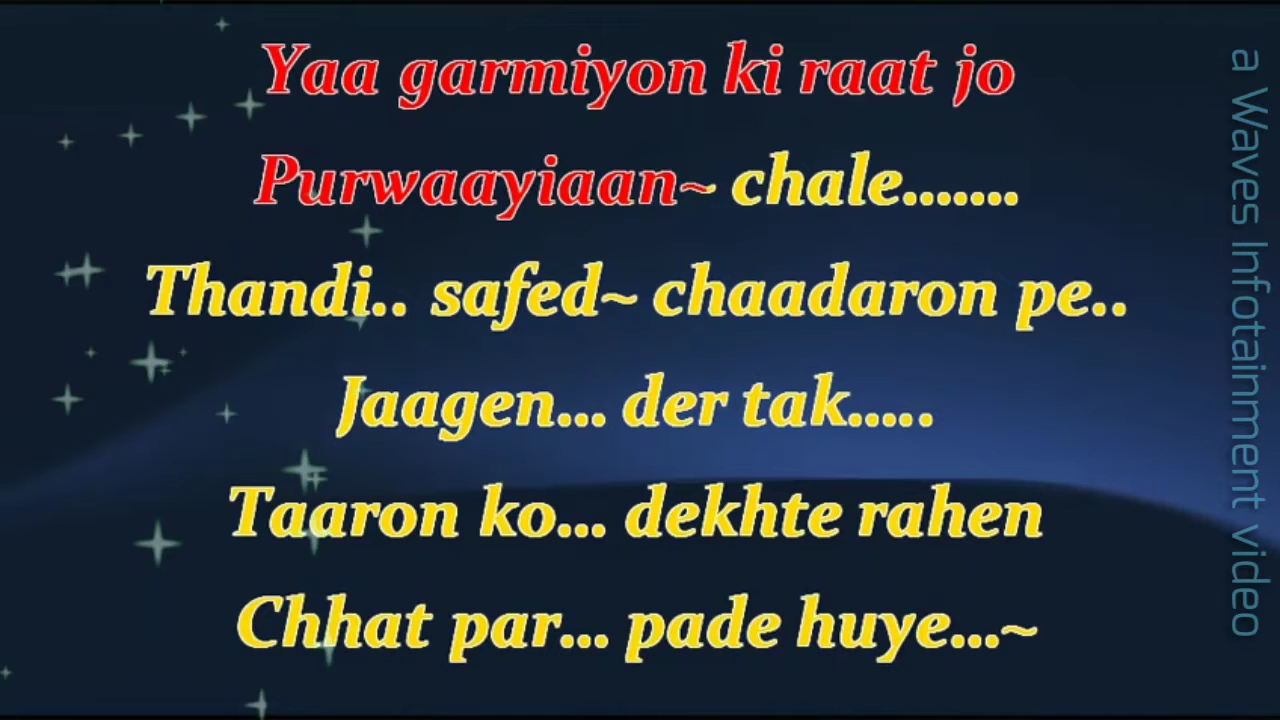 Yaa garmiyon ki raat jo
Purwaayiaan~ chale.......
Thandi.. safed~ chaadaron pe..
Jaagen... der tak.....
Taaron ko... dekhte rahen
Chhat par... pade huye...~
a Waves Infotainment video